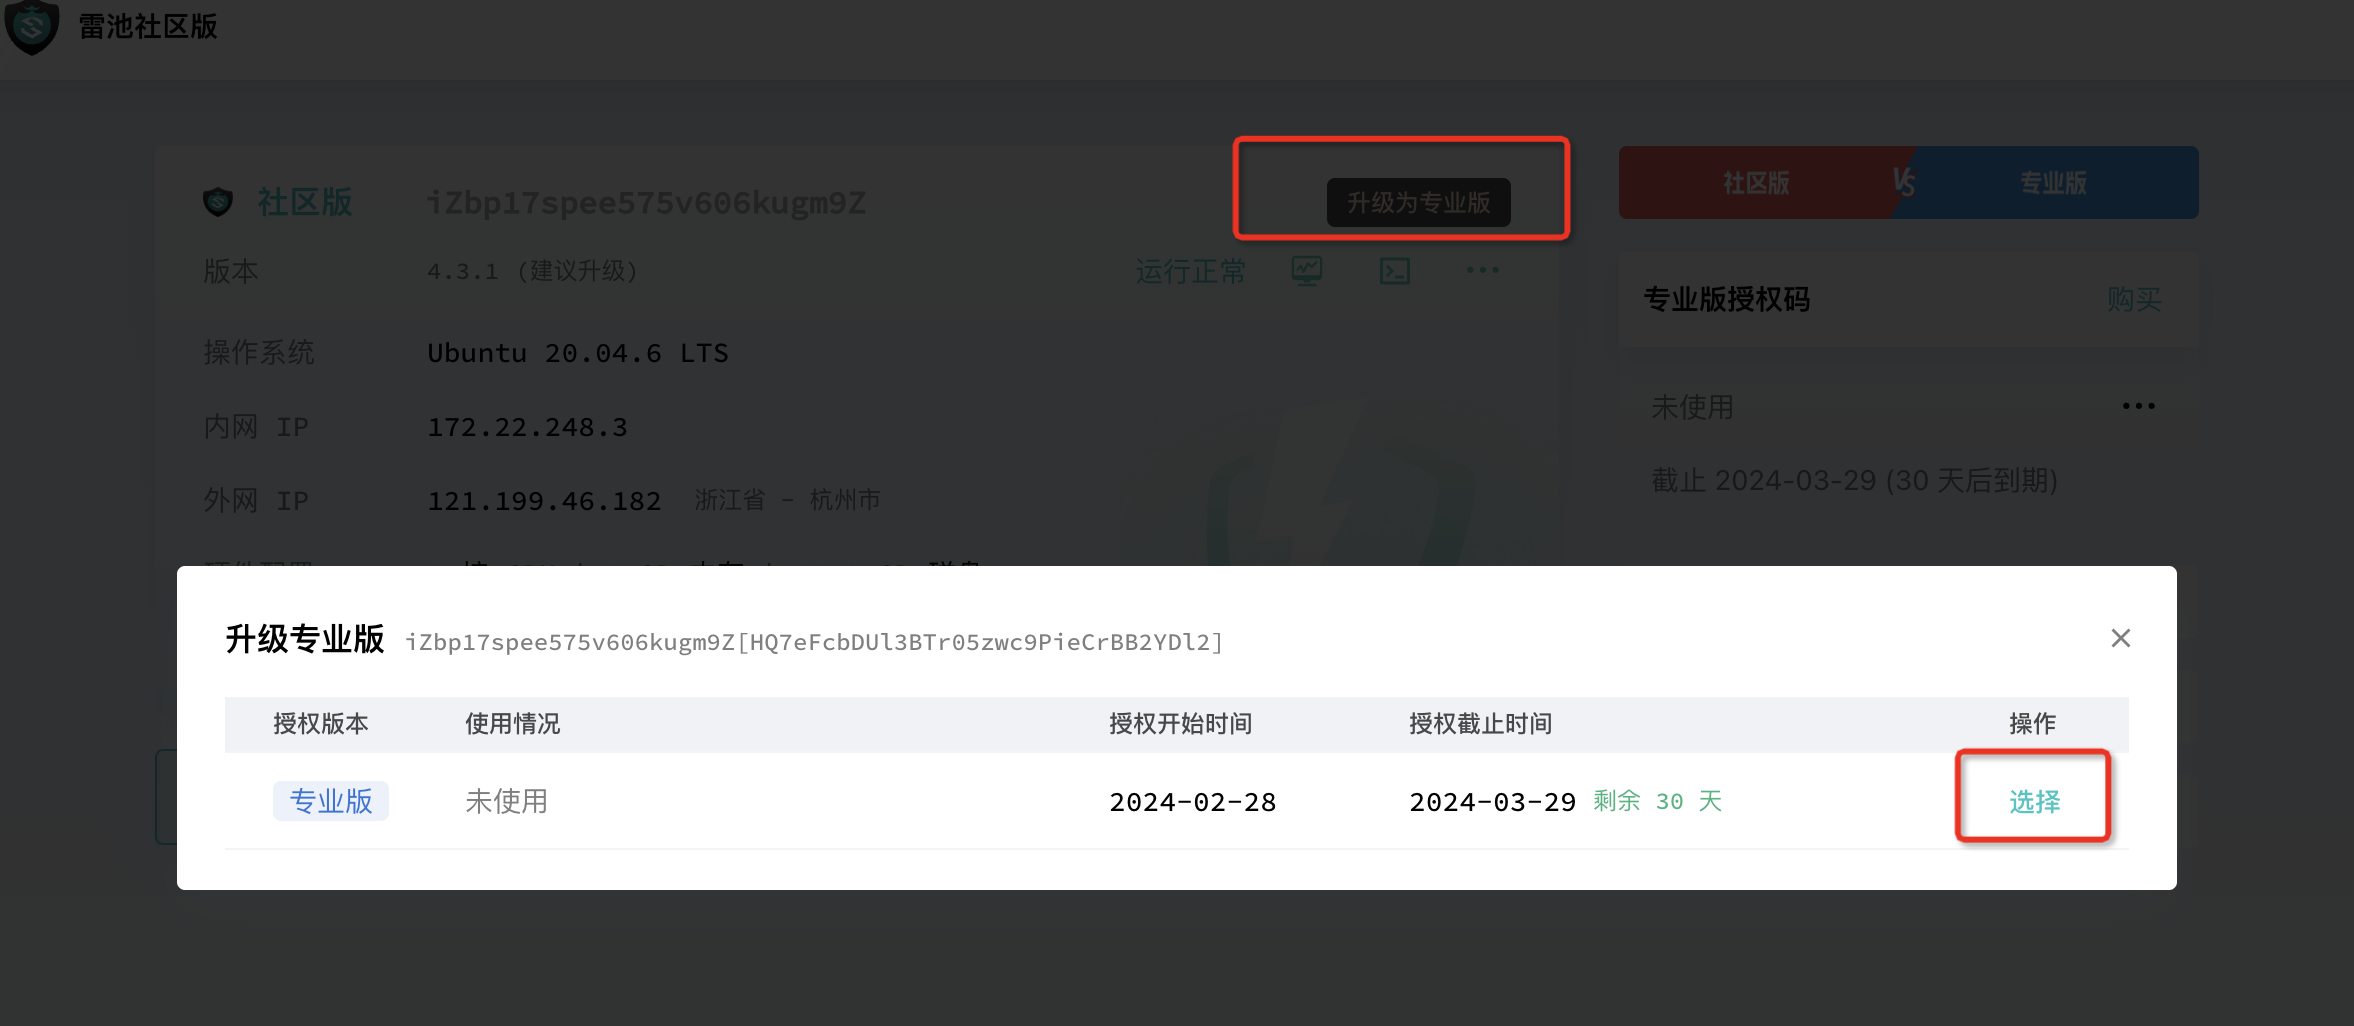 雷池社区版
社区版 iZbp17spee575v606kugm9Z 升级为专业版
社区版 VS 专业版
版本 4.3.1 (建议升级) 运行正常
专业版授权码 购买
操作系统 Ubuntu 20.04.6 LTS
未使用
内网 IP 172.22.248.3
截止 2024-03-29 (30 天后到期)
外网 IP 121.199.46.182 浙江省 - 杭州市
升级专业版 iZbp17spee575v606kugm9Z[HQ7eFcbDUl3BTr05zwc9PieCrBB2YDl2]
授权版本 使用情况 授权开始时间 授权截止时间 操作
专业版 未使用 2024-02-28 2024-03-29 剩余 30 天 选择